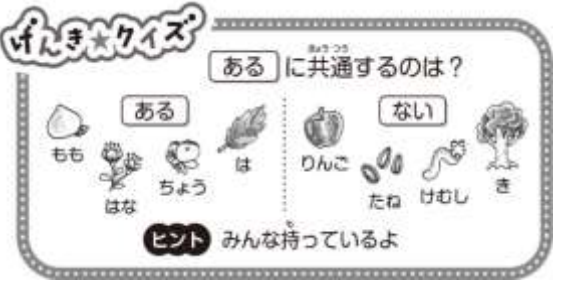 げんき☆クイズ
ある に共通するのは？
きょうつう
ある
ない
もも
はな
ちょう
は
りんご
たね
けむし
き
ヒント みんな持っているよ
も